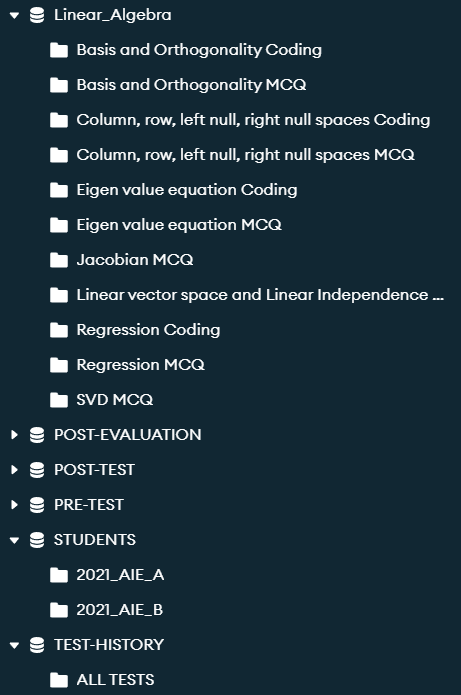 Linear_Algebra
Basis and Orthogonality Coding
Basis and Orthogonality MCQ
Column, row, left null, right null spaces Coding
Column, row, left null, right null spaces MCQ
Eigen value equation Coding
Eigen value equation MCQ
Jacobian MCQ
Linear vector space and Linear Independence ...
Regression Coding
Regression MCQ
SVD MCQ
POST-EVALUATION
POST-TEST
PRE-TEST
STUDENTS
2021_AIE_A
2021_AIE_B
TEST-HISTORY
ALL TESTS